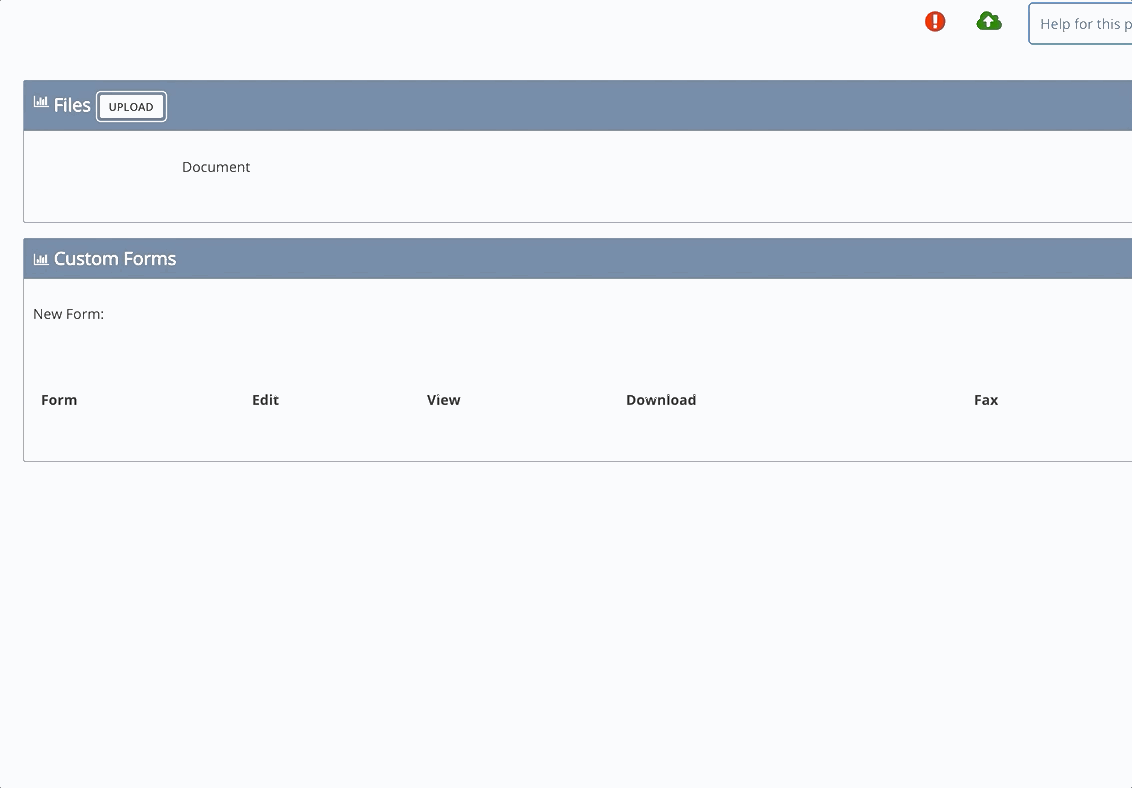 Help for this p
Files UPLOAD
Document
Custom Forms
New Form:
Form Edit View Download Fax